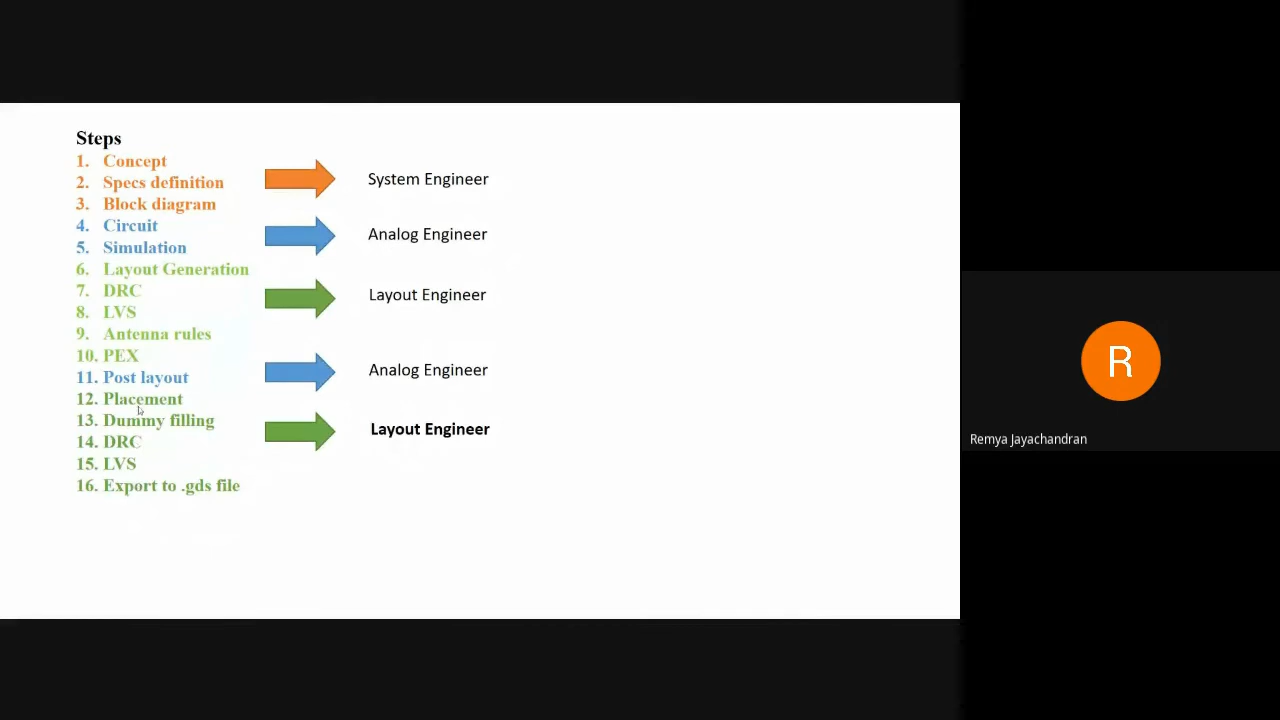 Steps
1. Concept
2. Specs definition
3. Block diagram
4. Circuit
5. Simulation
6. Layout Generation
7. DRC
8. LVS
9. Antenna rules
10. PEX
11. Post layout
12. Placement
13. Dummy filling
14. DRC
15. LVS
16. Export to .gds file
System Engineer
Analog Engineer
Layout Engineer
Analog Engineer
Layout Engineer
R
Remya Jayachandran